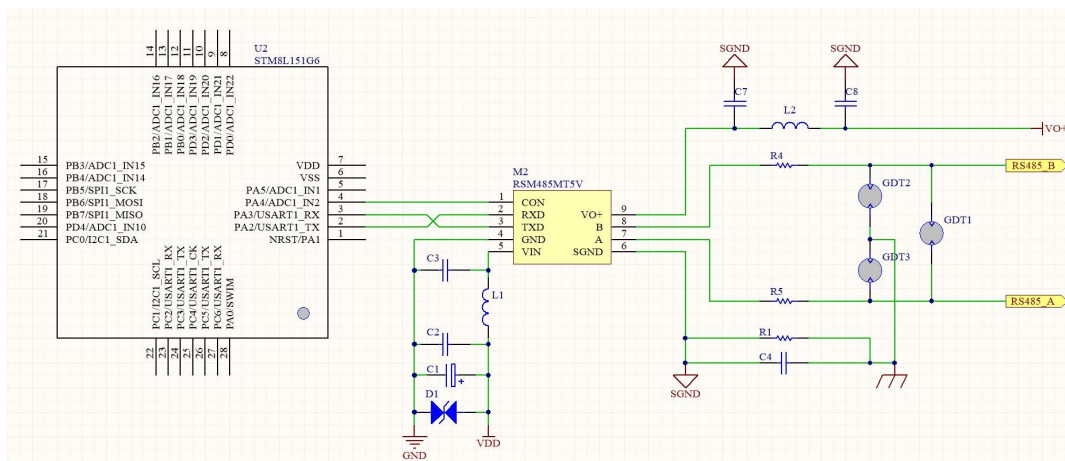 U2
STM8L151G6
14
13
12
11
10
9
8
PB2/ADC1_IN16
PB1/ADC1_IN17
PB0/ADC1_IN18
PD3/ADC1_IN19
PD2/ADC1_IN20
PD1/ADC1_IN21
PD0/ADC1_IN22
15 PB3/ADC1_IN15
16 PB4/ADC1_IN14
17 PB5/SPI1_SCK
18 PB6/SPI1_MOSI
19 PB7/SPI1_MISO
20 PD4/ADC1_IN10
21 PC0/I2C1_SDA
VDD 7
VSS 6
PA5/ADC1_IN1 5
PA4/ADC1_IN2 4
PA3/USART1_RX 3
PA2/USART1_TX 2
NRST/PA1 1
PC1/I2C1_SCL
PC2/USART1_RX
PC3/USART1_TX
PC4/USART1_CK
PC5/USART1_TX
PC6/USART1_RX
PA0/SWIM
22
23
24
25
26
27
28
M2
RSM485MT5V
1 CON
2 RXD
3 TXD
4 GND
5 VIN
VO+ 9
B 8
A 7
SGND 6
C3
L1
C2
C1
+
D1
GND
VDD
SGND
SGND
C7
C8
L2
VO+
R4
RS485_B
GDT2
GDT1
GDT3
R5
RS485_A
R1
C4
SGND